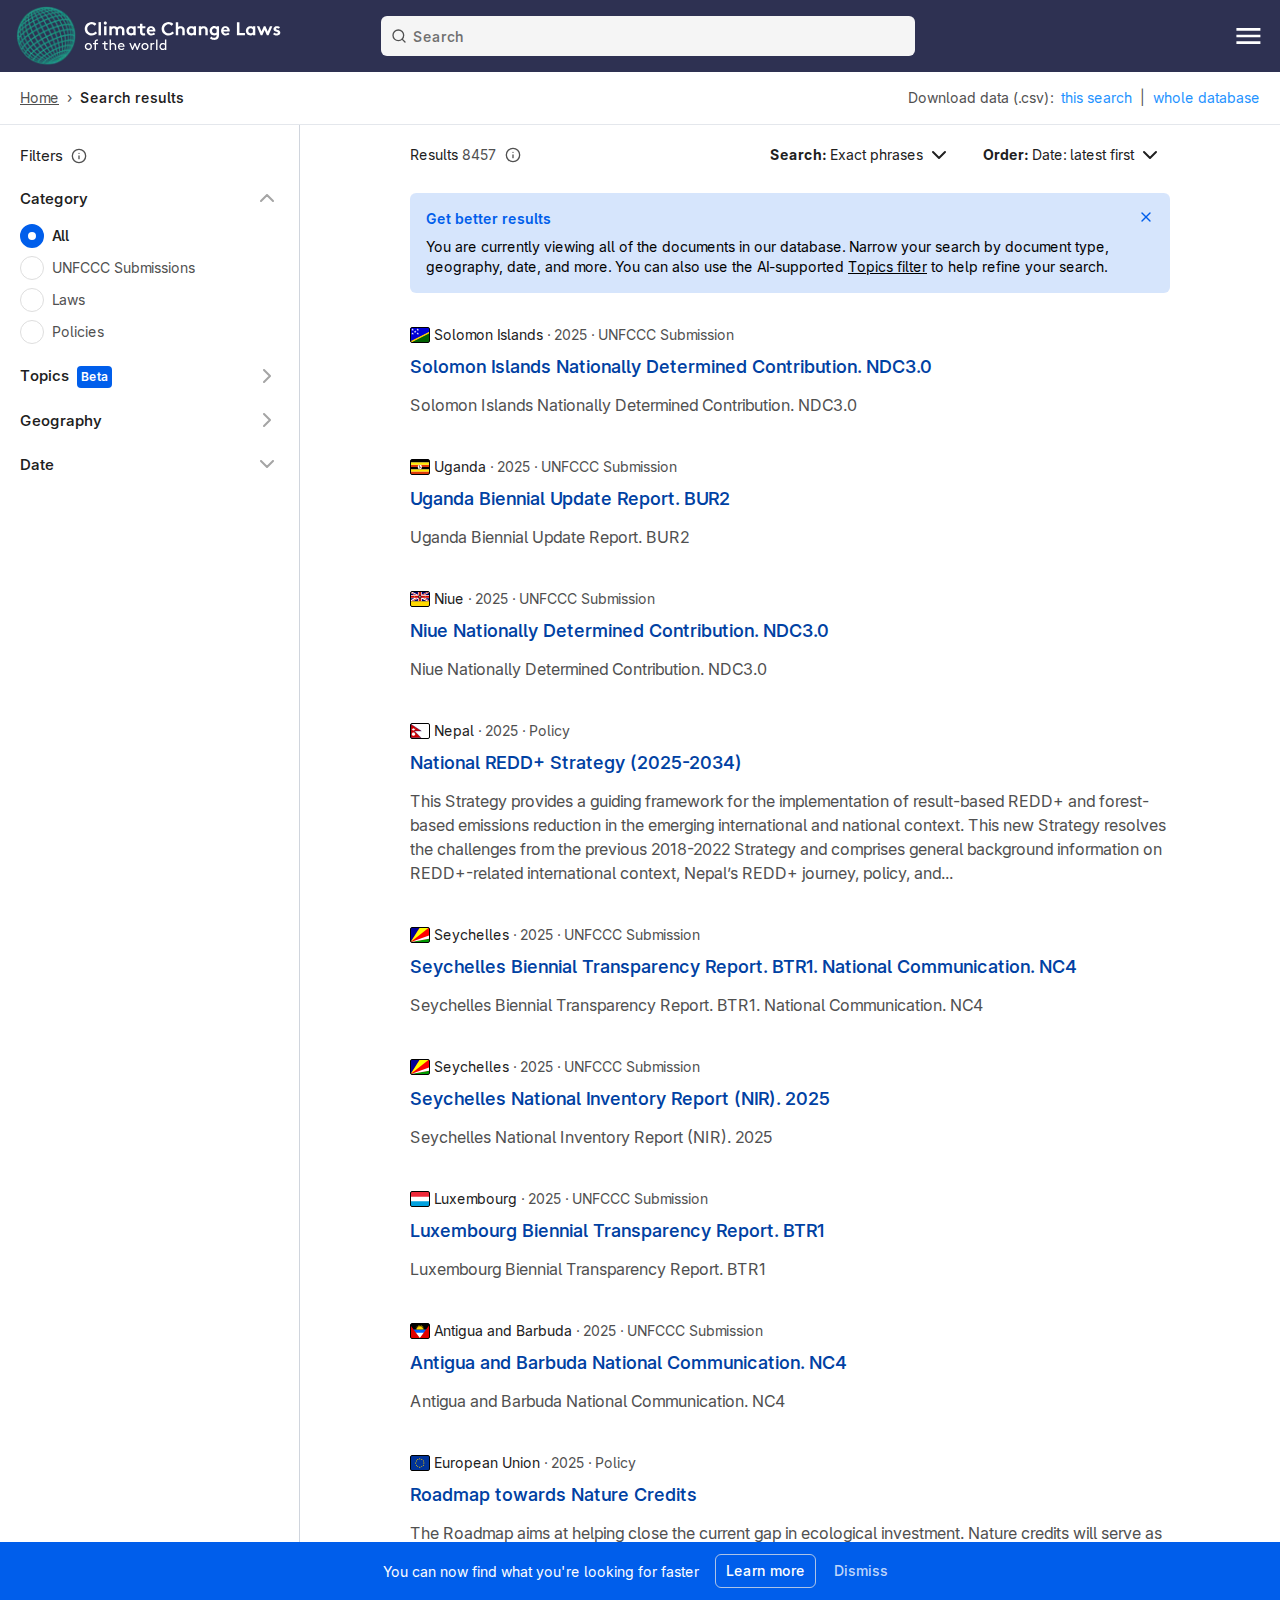 Climate Change Laws
of the world
Search
Home › Search results
Download data (.csv): this search | whole database
Filters
Category
All
UNFCCC Submissions
Laws
Policies
Topics Beta
Geography
Date
Results 8457
Search: Exact phrases
Order: Date: latest first
Get better results
You are currently viewing all of the documents in our database. Narrow your search by document type,
geography, date, and more. You can also use the AI-supported Topics filter to help refine your search.
Solomon Islands · 2025 · UNFCCC Submission
Solomon Islands Nationally Determined Contribution. NDC3.0
Solomon Islands Nationally Determined Contribution. NDC3.0
Uganda · 2025 · UNFCCC Submission
Uganda Biennial Update Report. BUR2
Uganda Biennial Update Report. BUR2
Niue · 2025 · UNFCCC Submission
Niue Nationally Determined Contribution. NDC3.0
Niue Nationally Determined Contribution. NDC3.0
Nepal · 2025 · Policy
National REDD+ Strategy (2025-2034)
This Strategy provides a guiding framework for the implementation of result-based REDD+ and forest-
based emissions reduction in the emerging international and national context. This new Strategy resolves
the challenges from the previous 2018-2022 Strategy and comprises general background information on
REDD+-related international context, Nepal’s REDD+ journey, policy, and...
Seychelles · 2025 · UNFCCC Submission
Seychelles Biennial Transparency Report. BTR1. National Communication. NC4
Seychelles Biennial Transparency Report. BTR1. National Communication. NC4
Seychelles · 2025 · UNFCCC Submission
Seychelles National Inventory Report (NIR). 2025
Seychelles National Inventory Report (NIR). 2025
Luxembourg · 2025 · UNFCCC Submission
Luxembourg Biennial Transparency Report. BTR1
Luxembourg Biennial Transparency Report. BTR1
Antigua and Barbuda · 2025 · UNFCCC Submission
Antigua and Barbuda National Communication. NC4
Antigua and Barbuda National Communication. NC4
European Union · 2025 · Policy
Roadmap towards Nature Credits
The Roadmap aims at helping close the current gap in ecological investment. Nature credits will serve as
You can now find what you're looking for faster
Learn more
Dismiss